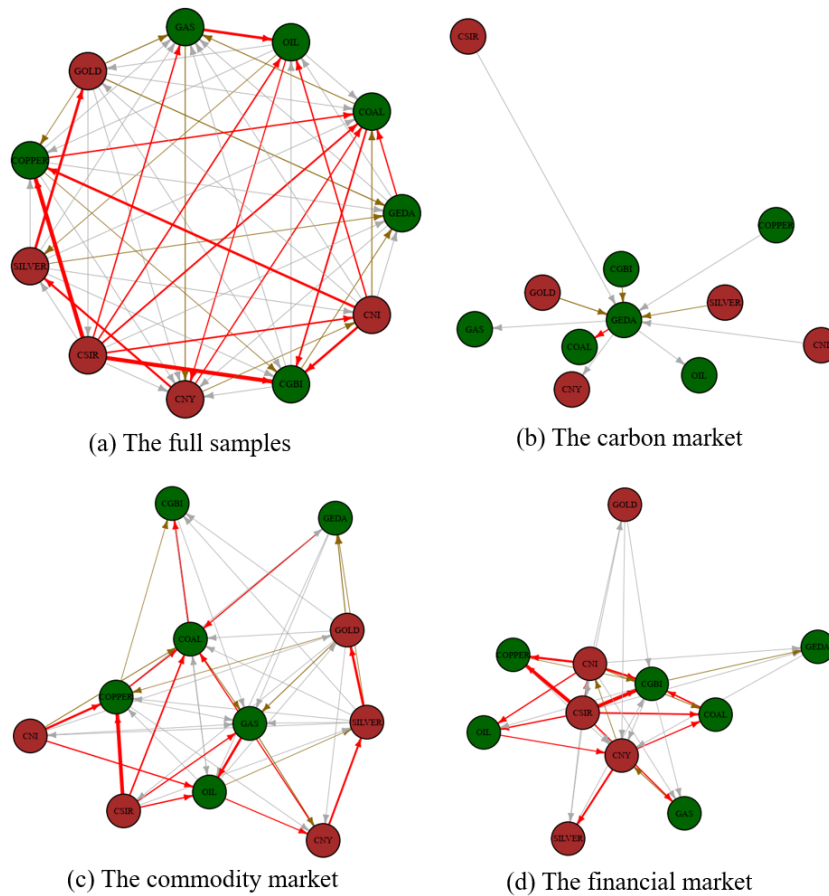 GAS
OIL
GOLD
COAL
COPPER
GEDA
SILVER
CNI
CSIR
CGBI
CNY
(a) The full samples
CSIR
COPPER
CGBI
GOLD
SILVER
GEDA
GAS
COAL
CNI
OIL
CNY
(b) The carbon market
CGBI
GEDA
GOLD
COAL
COPPER
GAS
SILVER
CNI
OIL
CSIR
CNY
(c) The commodity market
GOLD
COPPER
CNI
GEDA
CGBI
CSIR
COAL
OIL
CNY
GAS
SILVER
(d) The financial market